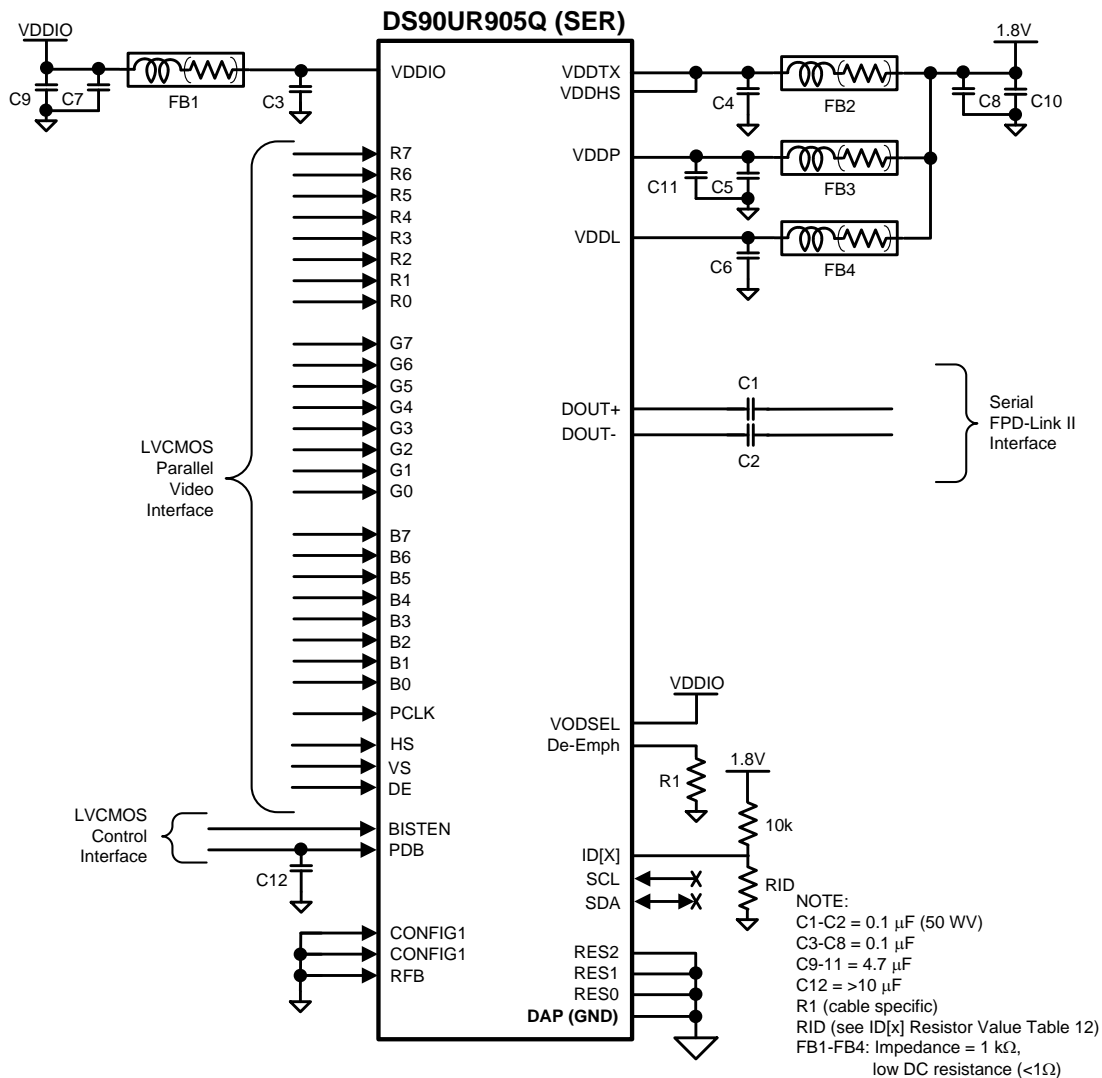 DS90UR905Q (SER)
VDDIO
C9
C7
FB1
C3
VDDIO
VDDTX
VDDHS
C4
FB2
1.8V
C8
C10
VDDP
C11
C5
FB3
VDDL
C6
FB4
LVCMOS
Parallel
Video
Interface
R7
R6
R5
R4
R3
R2
R1
R0
G7
G6
G5
G4
G3
G2
G1
G0
B7
B6
B5
B4
B3
B2
B1
B0
PCLK
HS
VS
DE
DOUT+
DOUT-
C1
C2
Serial
FPD-Link II
Interface
VDDIO
VODSEL
De-Emph
R1
1.8V
10k
ID[X]
SCL
SDA
RID
LVCMOS
Control
Interface
BISTEN
PDB
C12
CONFIG1
CONFIG1
RFB
RES2
RES1
RES0
DAP (GND)
NOTE:
C1-C2 = 0.1 μF (50 WV)
C3-C8 = 0.1 μF
C9-11 = 4.7 μF
C12 = >10 μF
R1 (cable specific)
RID (see ID[x] Resistor Value Table 12)
FB1-FB4: Impedance = 1 kΩ,
low DC resistance (<1Ω)